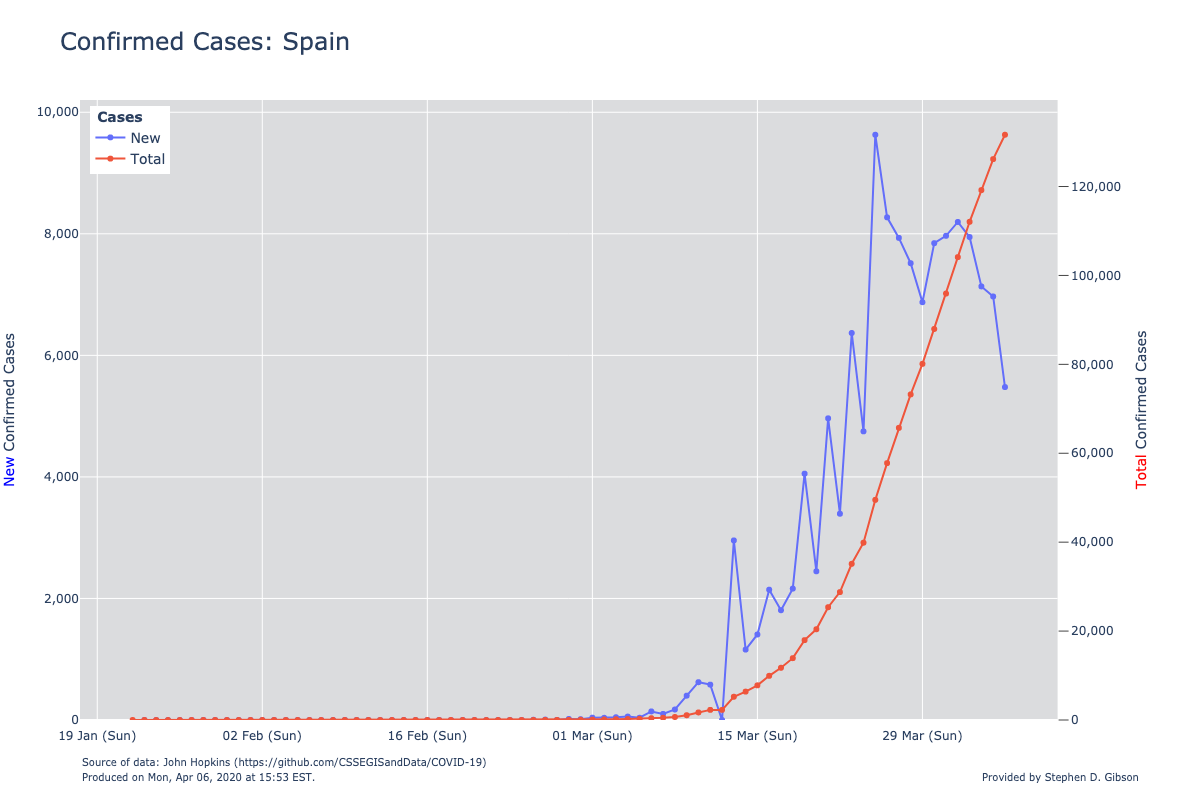 Confirmed Cases: Spain
Cases
New
Total
10,000
8,000
6,000
4,000
2,000
0
New Confirmed Cases
120,000
100,000
80,000
60,000
40,000
20,000
0
Total Confirmed Cases
19 Jan (Sun)
02 Feb (Sun)
16 Feb (Sun)
01 Mar (Sun)
15 Mar (Sun)
29 Mar (Sun)
Source of data: John Hopkins (https://github.com/CSSEGISandData/COVID-19)
Produced on Mon, Apr 06, 2020 at 15:53 EST.
Provided by Stephen D. Gibson